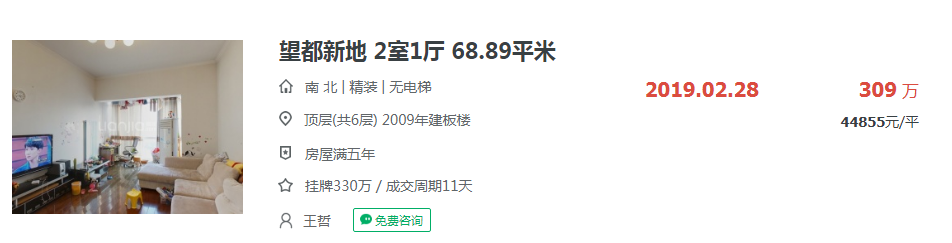 望都新地 2室1厅 68.89平米
南 北 | 精装 | 无电梯
2019.02.28
309 万
顶层(共6层) 2009年建板楼
44855元/平
房屋满五年
挂牌330万 / 成交周期11天
王哲
免费咨询